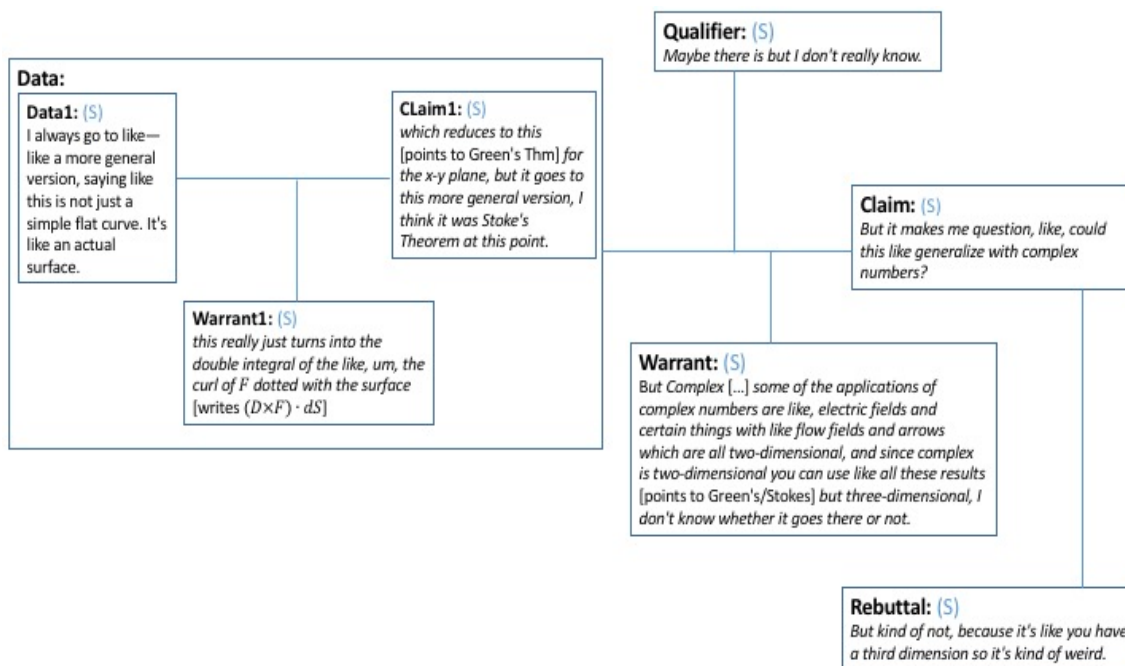 Qualifier: (S)
Maybe there is but I don't really know.
Data:
Data1: (S)
I always go to like—
like a more general
version, saying like
this is not just a
simple flat curve. It's
like an actual
surface.
CLaim1: (S)
which reduces to this
[points to Green's Thm] for
the x-y plane, but it goes to
this more general version, I
think it was Stoke's
Theorem at this point.
Warrant1: (S)
this really just turns into the
double integral of the like, um, the
curl of F dotted with the surface
[writes (D×F) · dS]
Claim: (S)
But it makes me question, like, could
this like generalize with complex
numbers?
Warrant: (S)
But Complex [...] some of the applications of
complex numbers are like, electric fields and
certain things with like flow fields and arrows
which are all two-dimensional, and since complex
is two-dimensional you can use like all these results
[points to Green's/Stokes] but three-dimensional, I
don't know whether it goes there or not.
Rebuttal: (S)
But kind of not, because it's like you have
a third dimension so it's kind of weird.